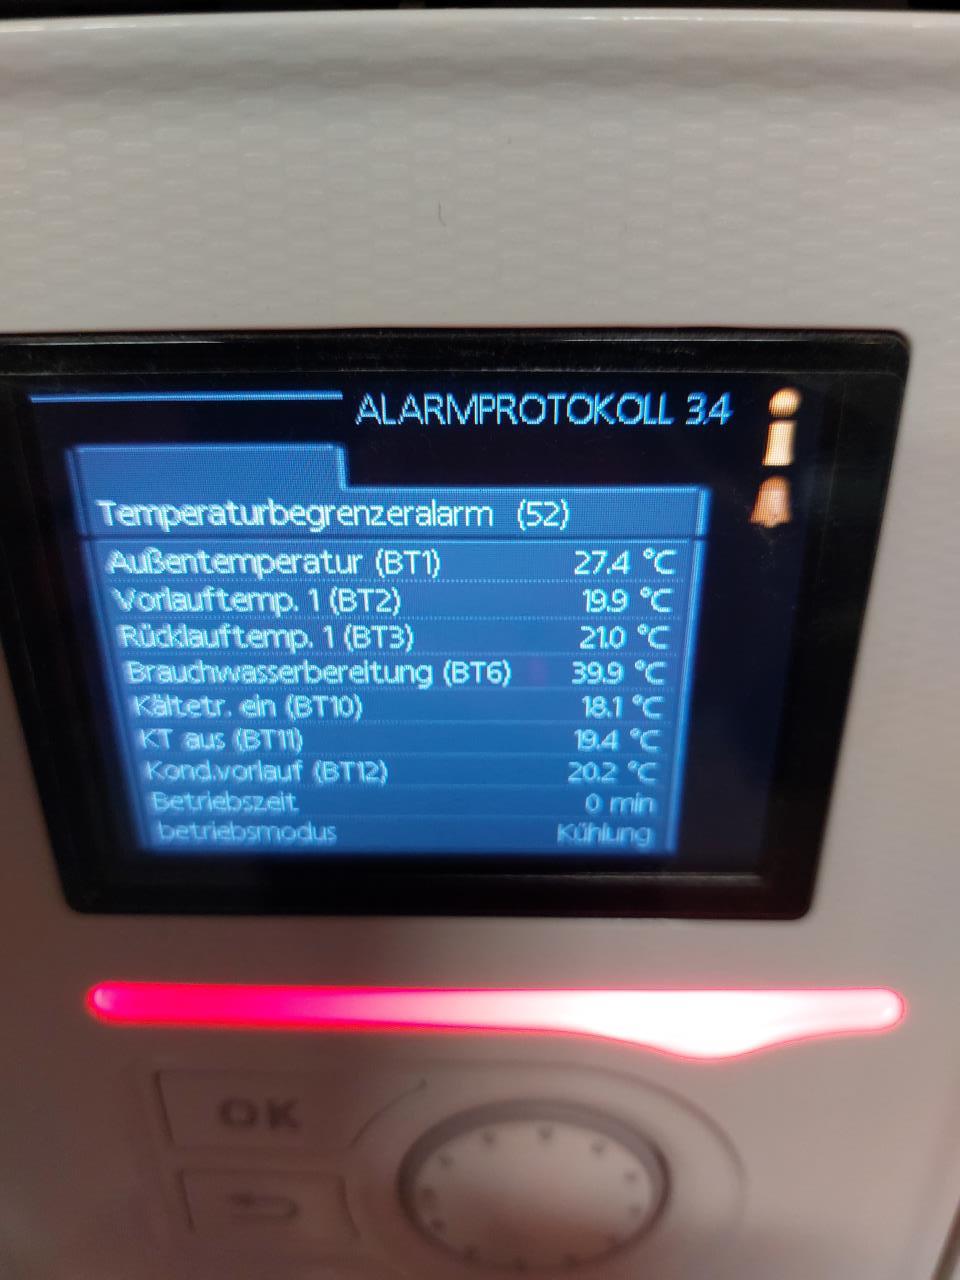 ALARMPROTOKOLL 3.4
Temperaturbegrenzeralarm (52)
Außentemperatur (BT1) 27.4 °C
Vorlauftemp. 1 (BT2) 19.9 °C
Rücklauftemp. 1 (BT3) 21.0 °C
Brauchwasserbereitung (BT6) 39.9 °C
Kältetr. ein (BT10) 18.1 °C
KT aus (BT11) 19.4 °C
Kond.vorlauf (BT12) 20.2 °C
Betriebszeit 0 min
betriebsmodus Kühlung
OK